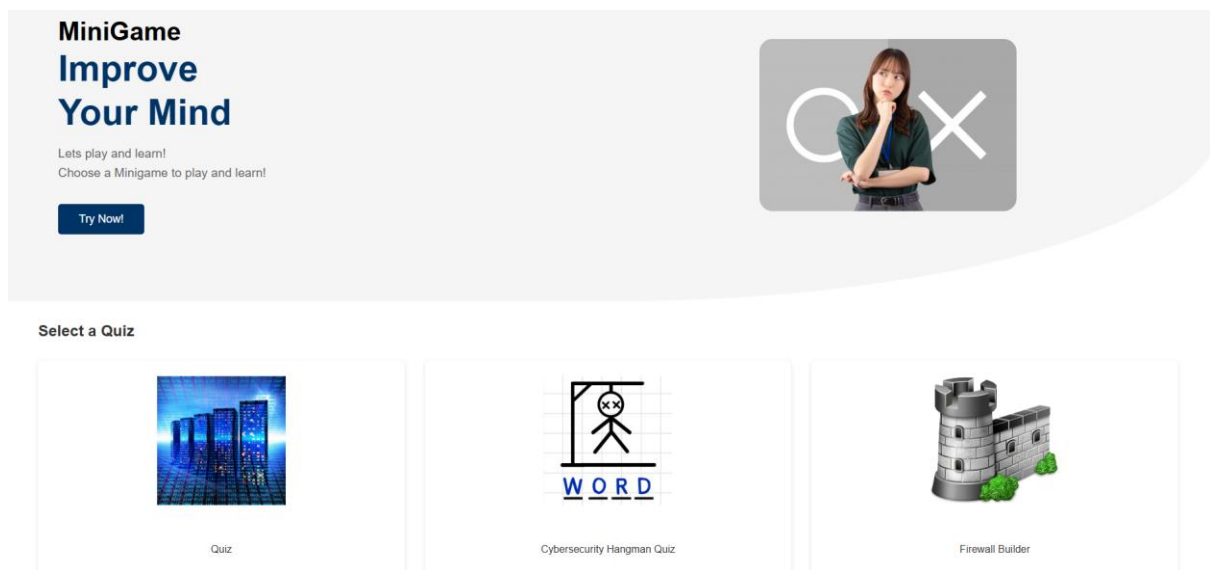 MiniGame
Improve
Your Mind
Lets play and learn!
Choose a Minigame to play and learn!
Try Now!
Select a Quiz
WORD
Quiz
Cybersecurity Hangman Quiz
Firewall Builder